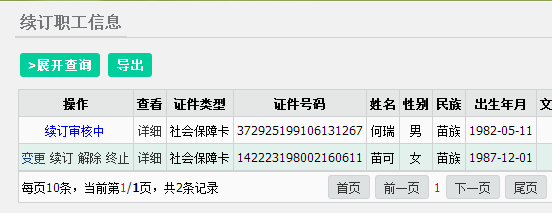 续订职工信息
>展开查询 导出
操作 查看 证件类型 证件号码 姓名 性别 民族 出生年月
续订审核中 详细 社会保障卡 372925199106131267 何瑞 男 苗族 1982-05-11
变更 续订 解除 终止 详细 社会保障卡 142223198002160611 苗可 女 苗族 1987-12-01
每页10条，当前第1/1页，共2条记录 首页 前一页 1 下一页 尾页